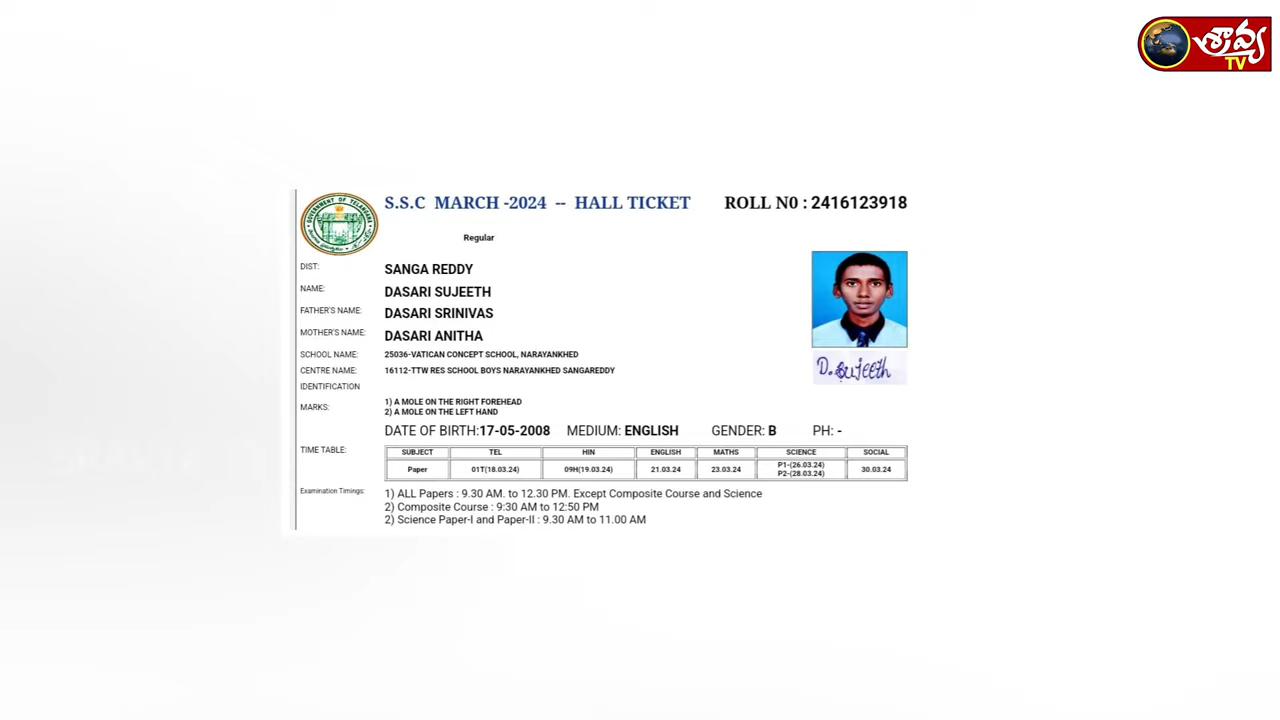 శ్రావ్య
TV
S.S.C MARCH -2024 -- HALL TICKET ROLL N0 : 2416123918
Regular
DIST: SANGA REDDY
NAME: DASARI SUJEETH
FATHER'S NAME: DASARI SRINIVAS
MOTHER'S NAME: DASARI ANITHA
SCHOOL NAME: 25036-VATICAN CONCEPT SCHOOL, NARAYANKHED
CENTRE NAME: 16112-TTW RES SCHOOL BOYS NARAYANKHED SANGAREDDY
IDENTIFICATION
MARKS: 1) A MOLE ON THE RIGHT FOREHEAD
2) A MOLE ON THE LEFT HAND
D. Sujeeth
DATE OF BIRTH:17-05-2008 MEDIUM: ENGLISH GENDER: B PH: -
TIME TABLE: SUBJECT TEL HIN ENGLISH MATHS SCIENCE SOCIAL
Paper 01T(18.03.24) 09H(19.03.24) 21.03.24 23.03.24 P1-(26.03.24) 30.03.24
P2-(28.03.24)
Examination Timings: 1) ALL Papers : 9.30 AM. to 12.30 PM. Except Composite Course and Science
2) Composite Course : 9:30 AM to 12:50 PM
2) Science Paper-I and Paper-II : 9.30 AM to 11.00 AM